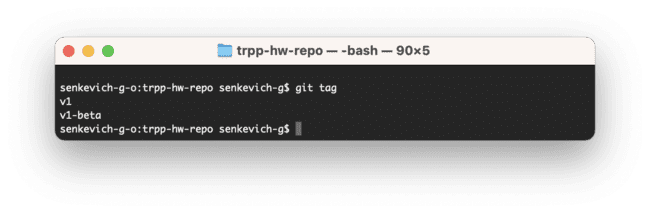 trpp-hw-repo — -bash — 90×5
senkevich-g-o:trpp-hw-repo senkevich-g$ git tag
v1
v1-beta
senkevich-g-o:trpp-hw-repo senkevich-g$